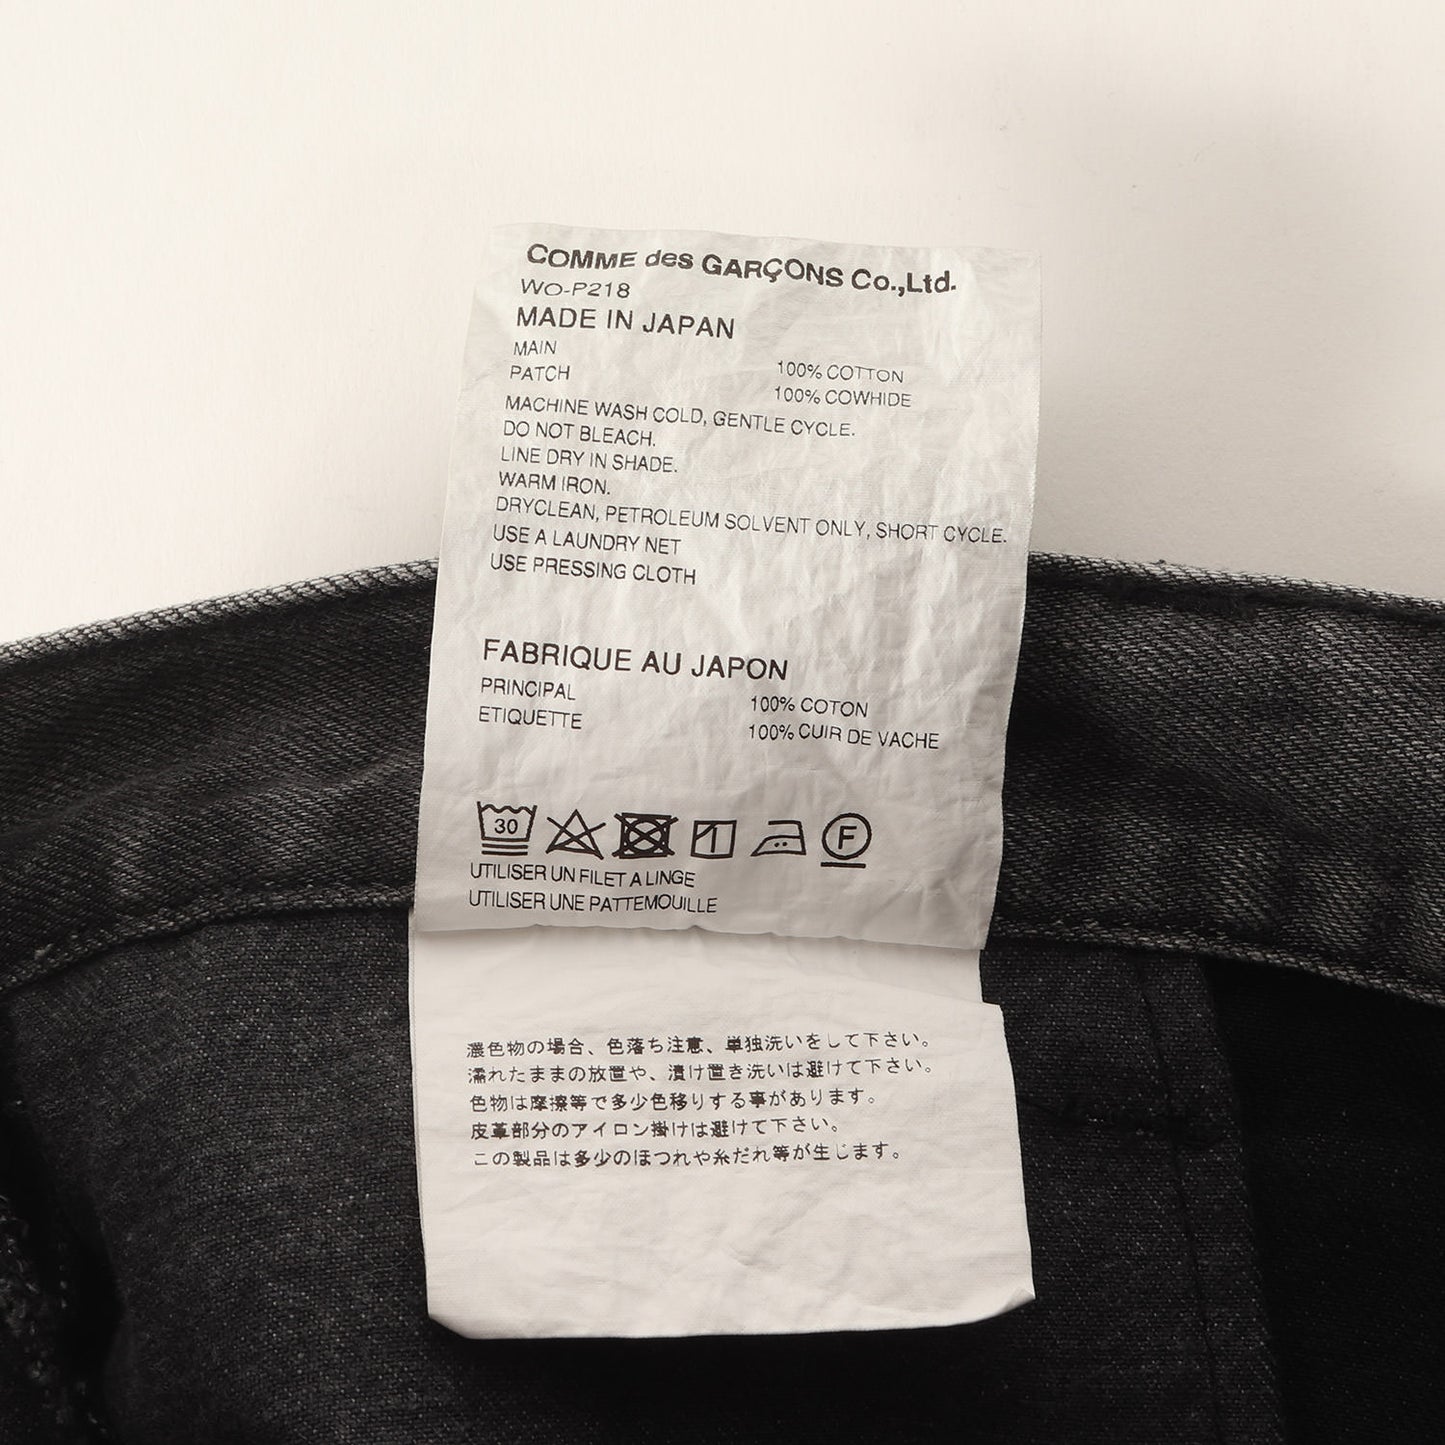 COMME des GARÇONS Co.,Ltd.
WO-P218
MADE IN JAPAN
MAIN 100% COTTON
PATCH 100% COWHIDE
MACHINE WASH COLD, GENTLE CYCLE.
DO NOT BLEACH.
LINE DRY IN SHADE.
WARM IRON.
DRYCLEAN, PETROLEUM SOLVENT ONLY, SHORT CYCLE.
USE A LAUNDRY NET
USE PRESSING CLOTH
FABRIQUE AU JAPON
PRINCIPAL 100% COTON
ETIQUETTE 100% CUIR DE VACHE
30 F
UTILISER UN FILET A LINGE
UTILISER UNE PATTEMOUILLE
濃色物の場合、色落ち注意、単独洗いをして下さい。
濡れたままの放置や、漬け置き洗いは避けて下さい。
色物は摩擦等で多少色移りする事があります。
皮革部分のアイロン掛けは避けて下さい。
この製品は多少のほつれや糸だれ等が生じます。